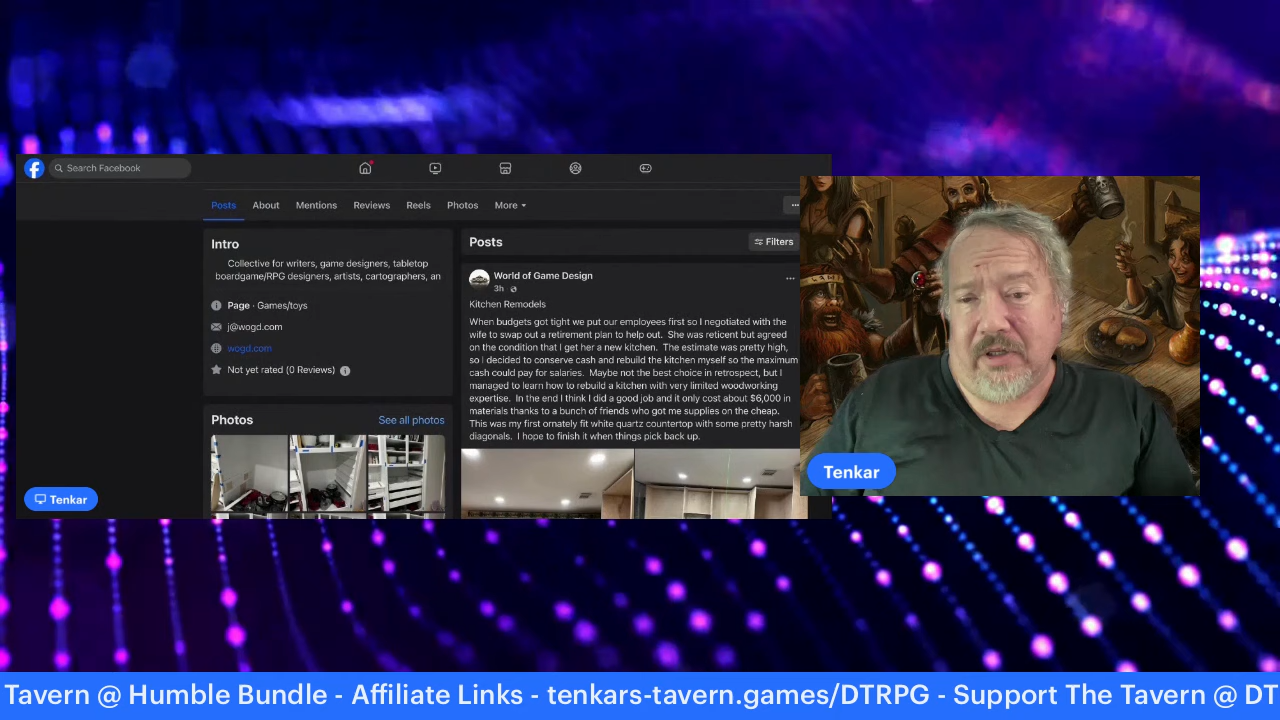 Search Facebook
Posts About Mentions Reviews Reels Photos More
Intro
Collective for writers, game designers, tabletop
boardgame/RPG designers, artists, cartographers, an
Page · Games/toys
j@wogd.com
wogd.com
Not yet rated (0 Reviews)
Photos
See all photos
Posts
Filters
World of Game Design
3h
Kitchen Remodels
When budgets got tight we put our employees first so I negotiated with the
wife to swap out a retirement plan to help out. She was reticent but agreed
on the condition that I get her a new kitchen. The estimate was pretty high,
so I decided to conserve cash and rebuild the kitchen myself so the maximum
cash could pay for salaries. Maybe not the best choice in retrospect, but I
managed to learn how to rebuild a kitchen with very limited woodworking
expertise. In the end I think I did a good job and it only cost about $6,000 in
materials thanks to a bunch of friends who got me supplies on the cheap.
This was my first ornately fit white quartz countertop with some pretty harsh
diagonals. I hope to finish it when things pick back up.
Tenkar
Tenkar
Tavern @ Humble Bundle - Affiliate Links - tenkars-tavern.games/DTRPG - Support The Tavern @ DT